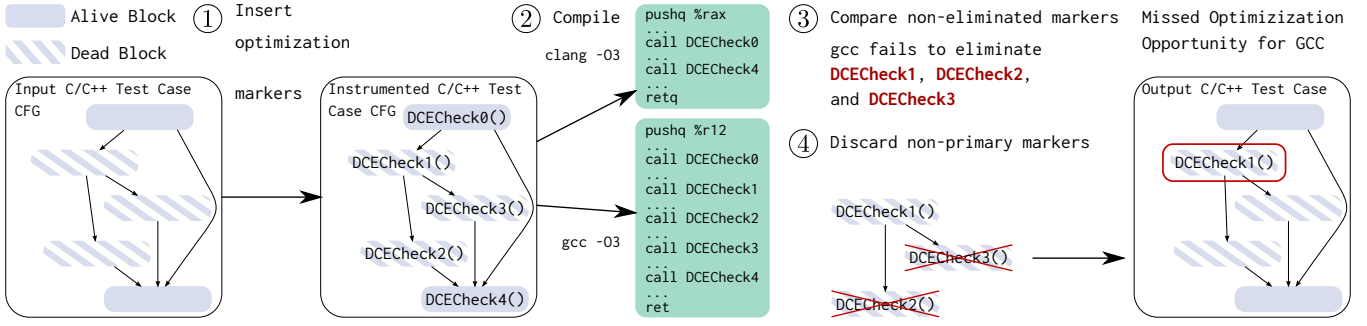 Alive Block
Dead Block
Input C/C++ Test Case
CFG
1 Insert
optimization
markers
Instrumented C/C++ Test
Case CFG
DCECheck0()
DCECheck1()
DCECheck3()
DCECheck2()
DCECheck4()
2 Compile
clang -O3
gcc -O3
pushq %rax
...
call DCECheck0
...
call DCECheck4
...
retq
pushq %r12
...
call DCECheck0
...
call DCECheck1
....
call DCECheck2
...
call DCECheck3
...
call DCECheck4
...
ret
3 Compare non-eliminated markers
gcc fails to eliminate
DCECheck1, DCECheck2,
and DCECheck3
4 Discard non-primary markers
DCECheck1()
DCECheck3()
DCECheck2()
Missed Optimizization
Opportunity for GCC
Output C/C++ Test Case
DCECheck1()